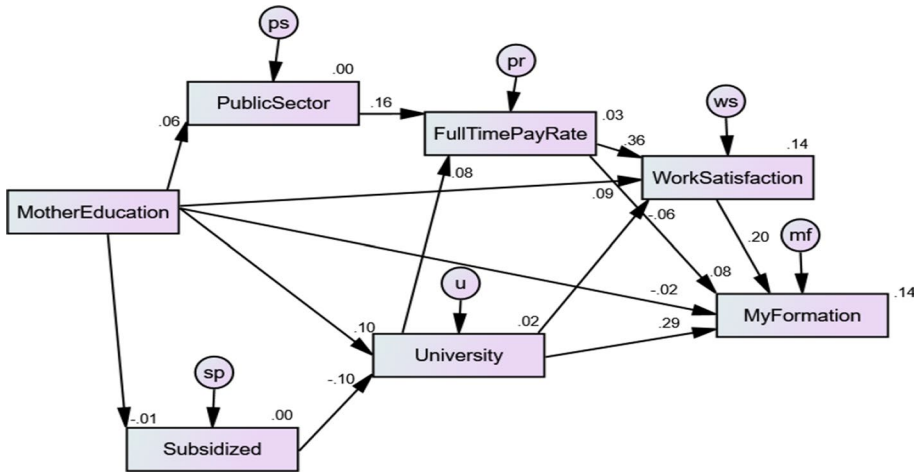 ps
.00
PublicSector
.06
.16
pr
.03
FullTimePayRate
.36
ws
.14
WorkSatisfaction
.08
.09
-.06
MotherEducation
.20
mf
.08
-.02
.14
MyFormation
.29
u
.02
.10
University
-.10
sp
-.01
.00
Subsidized